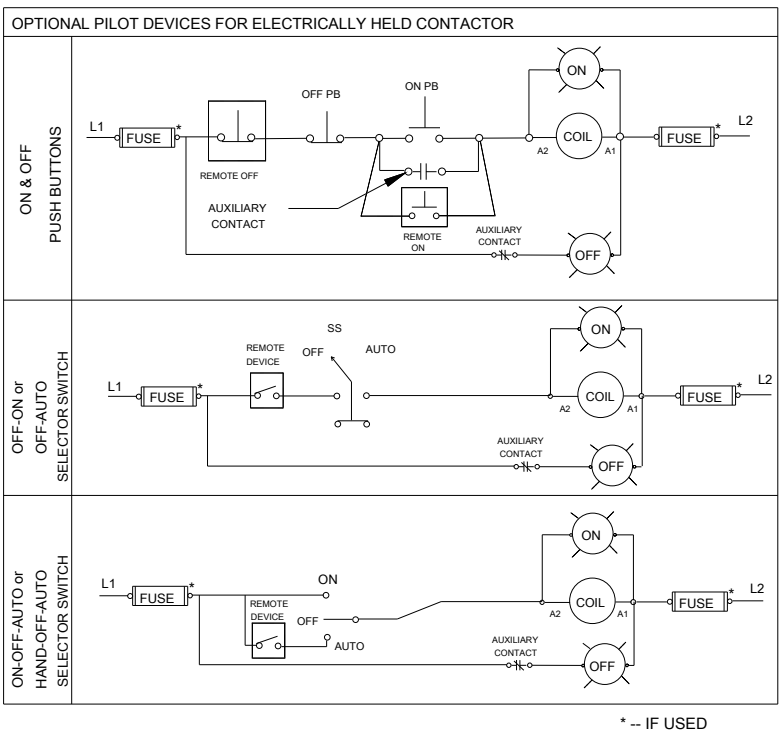 OPTIONAL PILOT DEVICES FOR ELECTRICALLY HELD CONTACTOR
ON & OFF
PUSH BUTTONS
ON
OFF PB
ON PB
L1
FUSE
*
COIL
A2
A1
FUSE
*
L2
REMOTE OFF
AUXILIARY
CONTACT
REMOTE
ON
AUXILIARY
CONTACT
OFF
OFF-ON or
OFF-AUTO
SELECTOR SWITCH
SS
ON
REMOTE
DEVICE
OFF
AUTO
L1
FUSE
*
COIL
A2
A1
FUSE
*
L2
AUXILIARY
CONTACT
OFF
ON-OFF-AUTO or
HAND-OFF-AUTO
SELECTOR SWITCH
ON
L1
FUSE
*
ON
REMOTE
DEVICE
OFF
AUTO
COIL
A2
A1
FUSE
*
L2
AUXILIARY
CONTACT
OFF
* -- IF USED